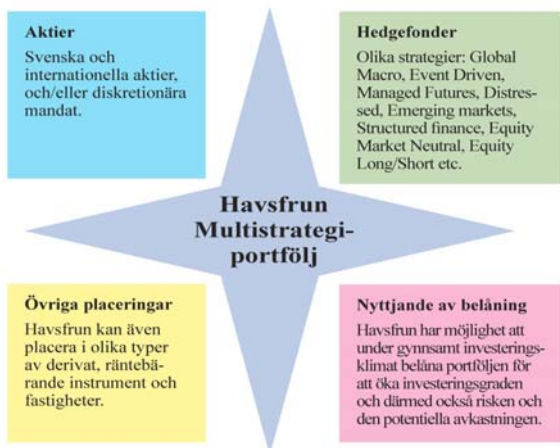 Aktier
Svenska och
internationella aktier,
och/eller diskretionära
mandat.
Hedgefonder
Olika strategier: Global
Macro, Event Driven,
Managed Futures, Distres-
sed, Emerging markets,
Structured finance, Equity
Market Neutral, Equity
Long/Short etc.
Havsfrun
Multistrategi-
portfölj
Övriga placeringar
Havsfrun kan även
placera i olika typer
av derivat, räntebä-
rande instrument och
fastigheter.
Nyttjande av belåning
Havsfrun har möjlighet att
under gynnsamt investerings-
klimat belåna portföljen för
att öka investeringsgraden
och därmed också risken och
den potentiella avkastningen.